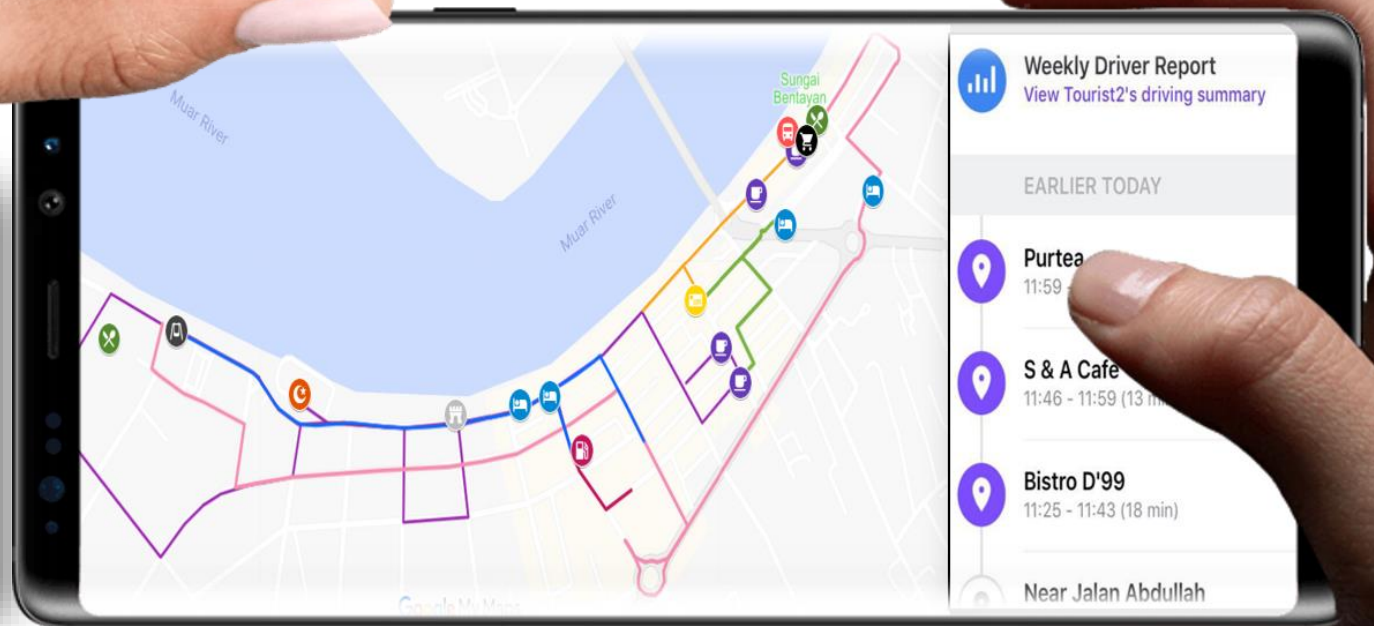 Muar River
Muar River
Sungai
Bentayan
Google My Maps
Weekly Driver Report
View Tourist2's driving summary
EARLIER TODAY
Purtea
11:59 -
S & A Cafe
11:46 - 11:59 (13
Bistro D'99
11:25 - 11:43 (18 min)
Near Jalan Abdullah